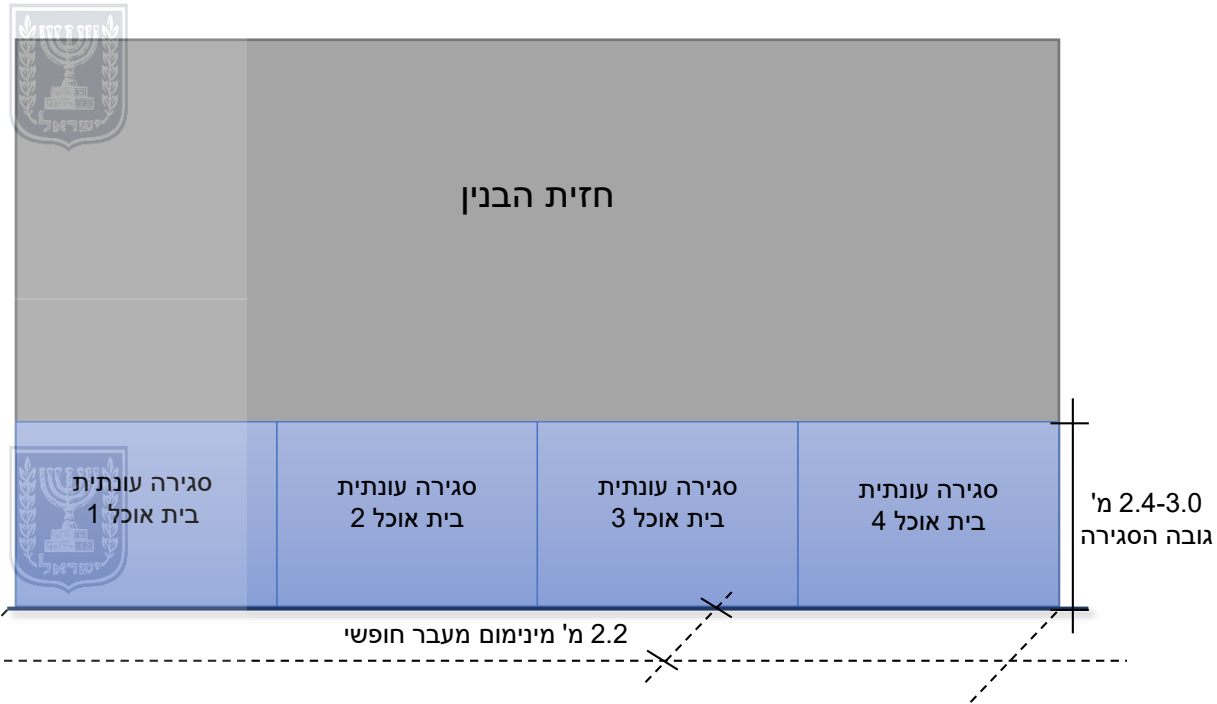 ישראל
חזית הבנין
סגירה עונתית
בית אוכל 1
סגירה עונתית
בית אוכל 2
סגירה עונתית
בית אוכל 3
סגירה עונתית
בית אוכל 4
2.4-3.0 מ'
גובה הסגירה
ישראל
2.2 מ' מינימום מעבר חופשי